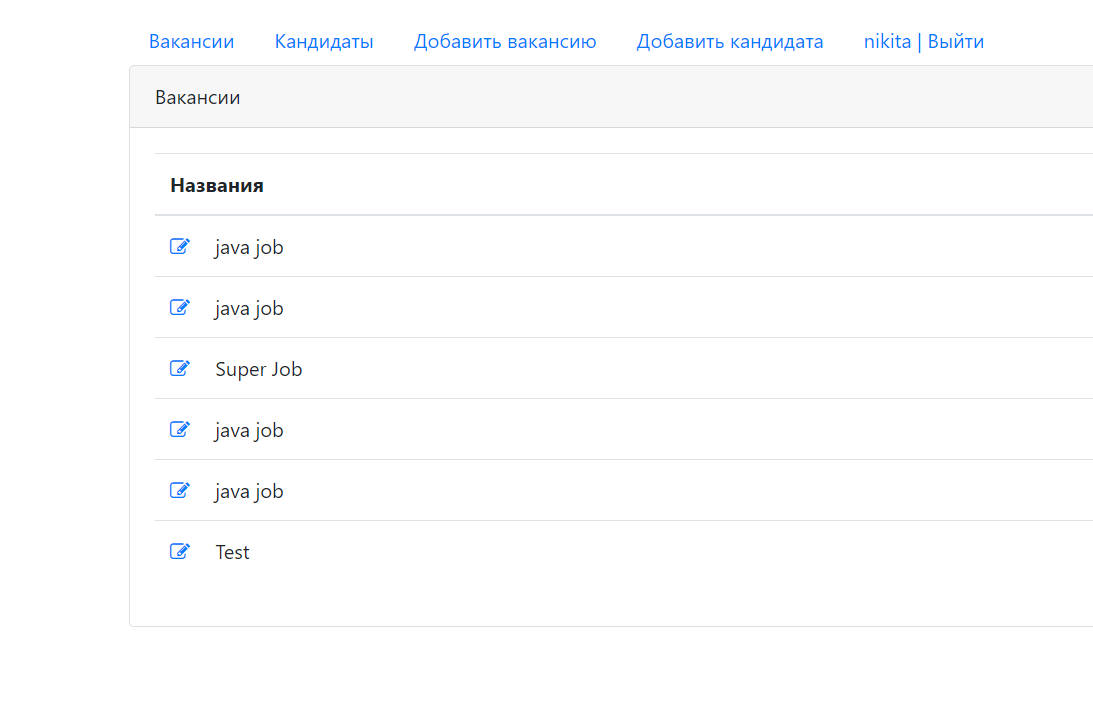 Вакансии Кандидаты Добавить вакансию Добавить кандидата nikita | Выйти
Вакансии
Названия
java job
java job
Super Job
java job
java job
Test